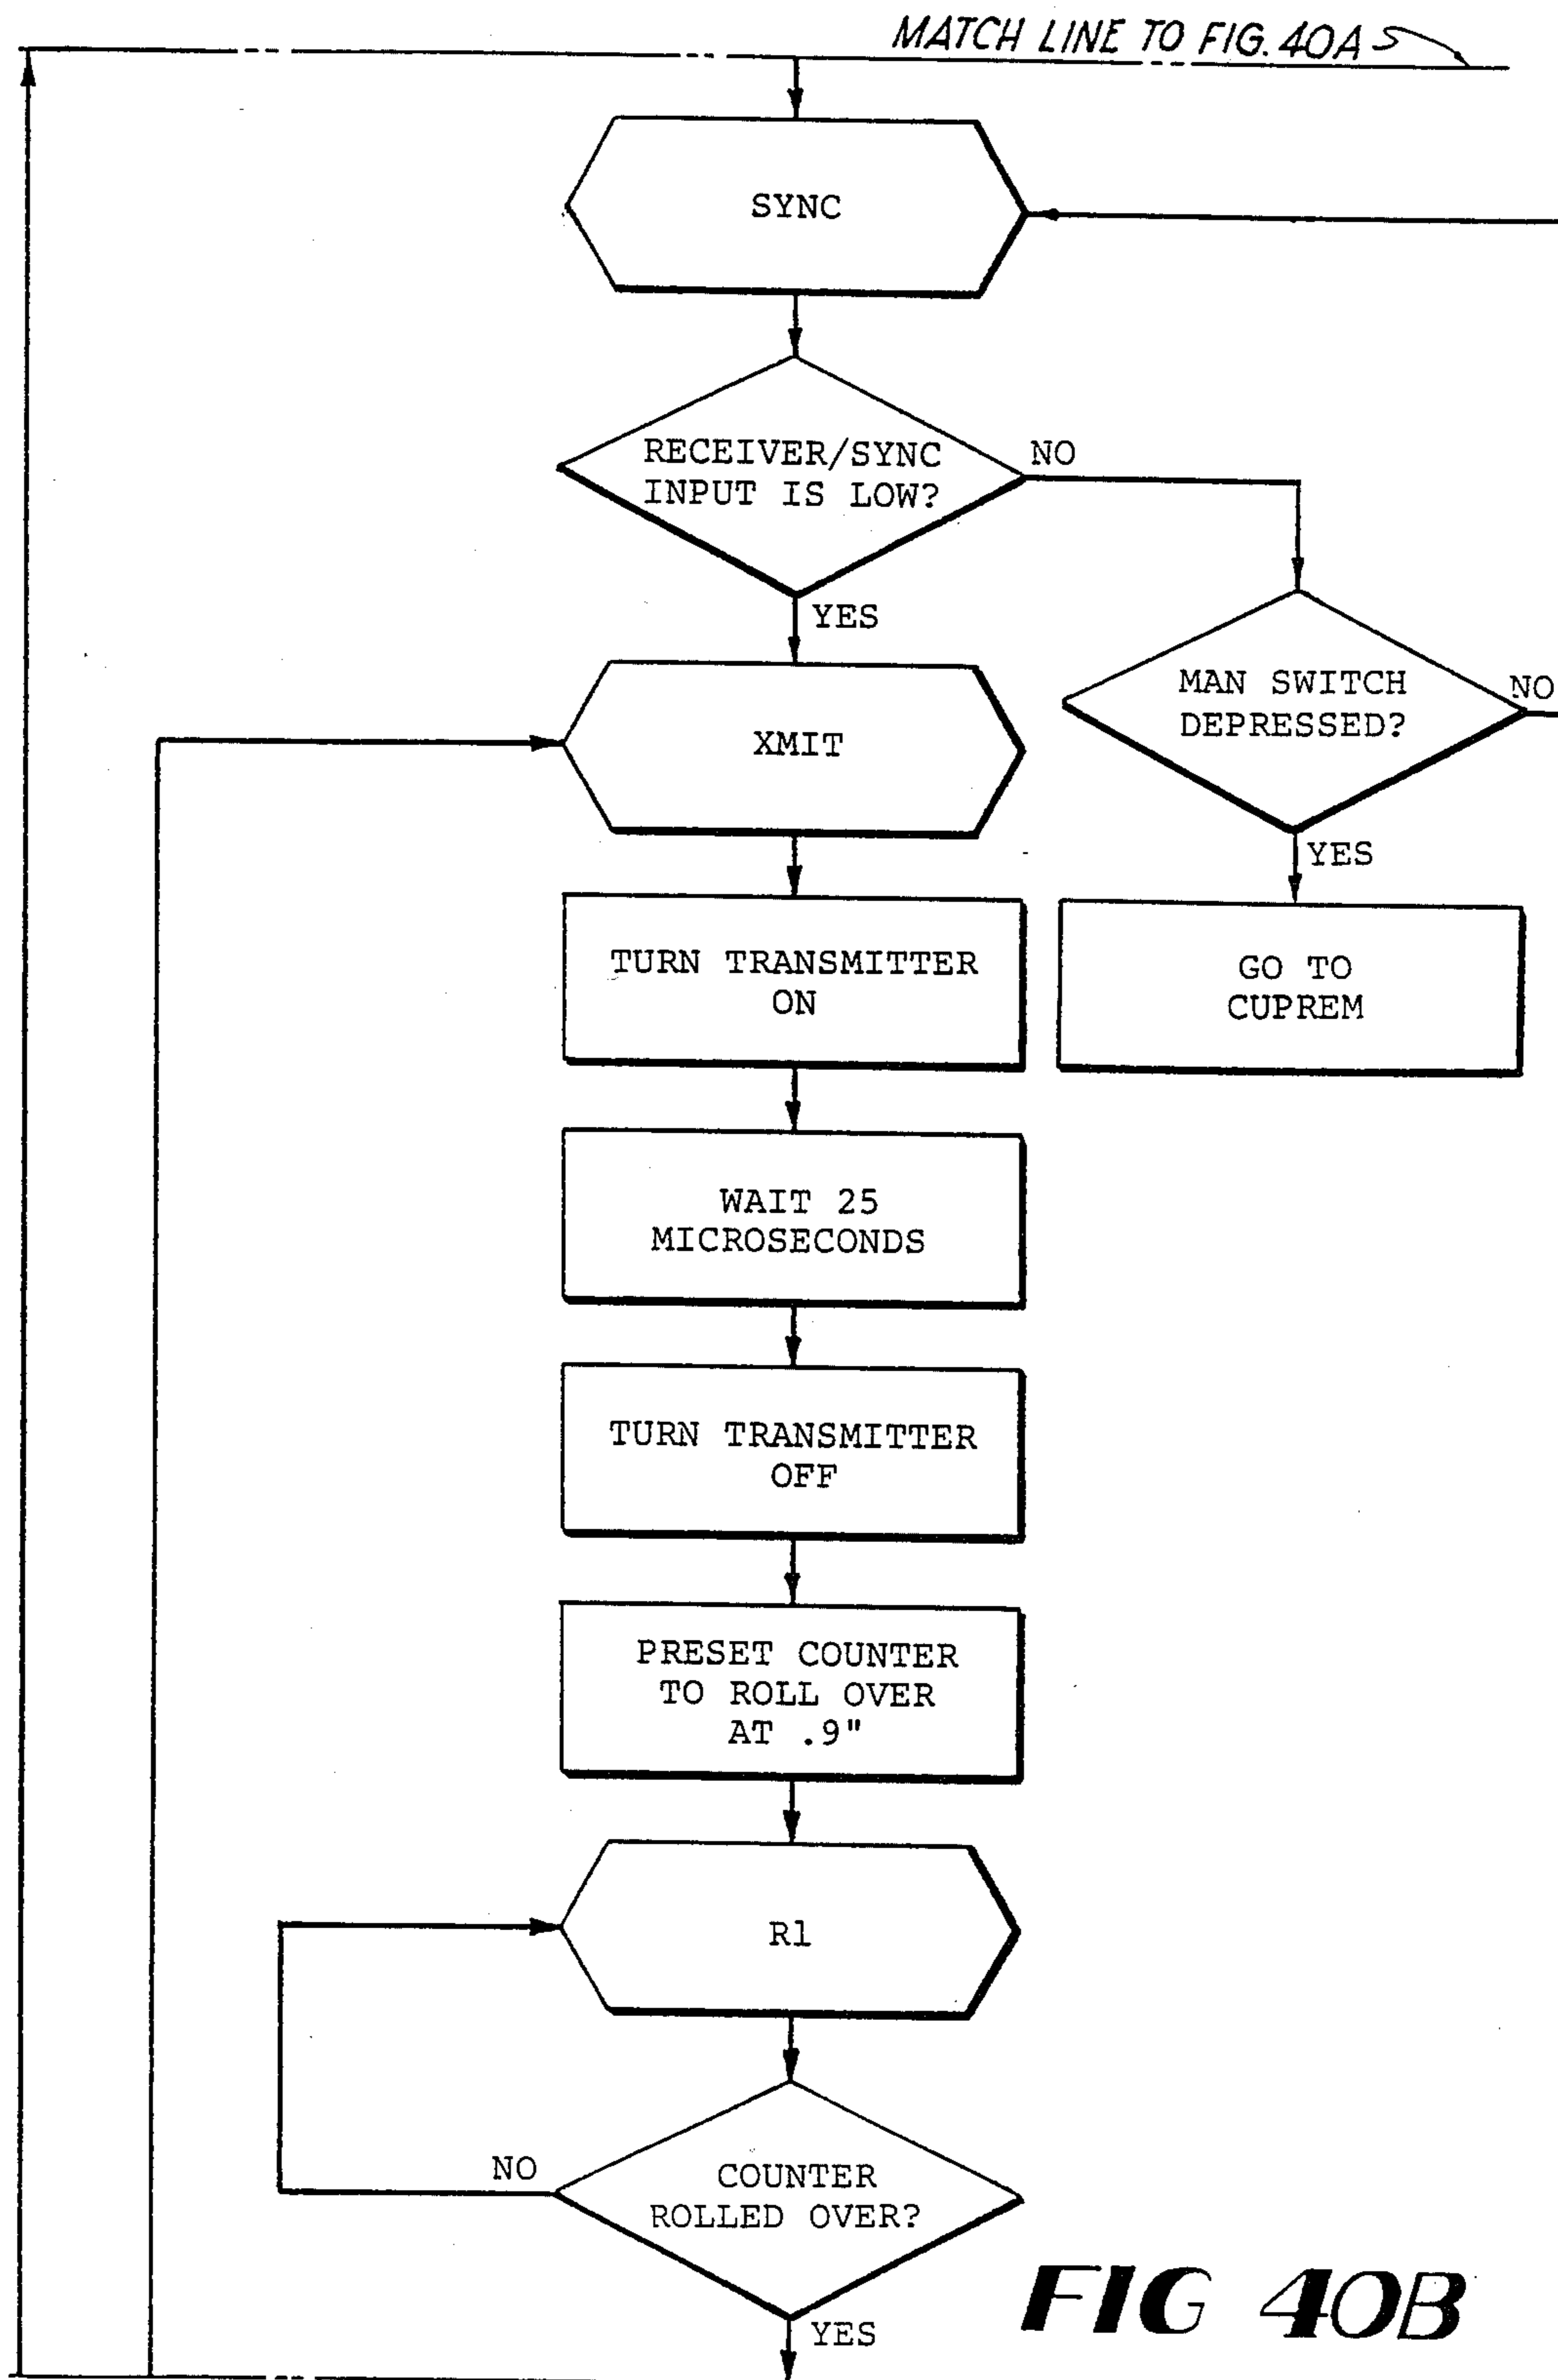 MATCH LINE TO FIG. 40A
SYNC
RECEIVER/SYNC
INPUT IS LOW?
NO
YES
MAN SWITCH
DEPRESSED?
NO
XMIT
YES
TURN TRANSMITTER
ON
GO TO
CUPREM
WAIT 25
MICROSECONDS
TURN TRANSMITTER
OFF
PRESET COUNTER
TO ROLL OVER
AT .9"
R1
COUNTER
ROLLED OVER?
NO
YES
FIG 40B